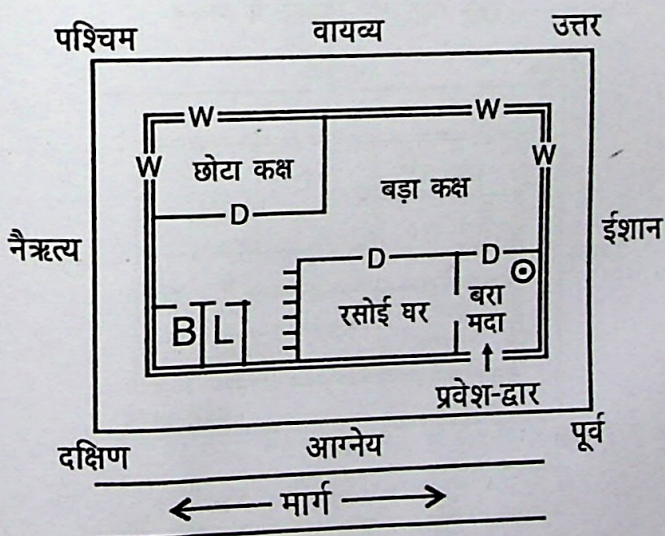 पश्चिम वायव्य उत्तर
W W
W W
छोटा कक्ष बड़ा कक्ष
D
नैऋत्य ईशान
D D
रसोई घर बरा
मदा
B L
प्रवेश-द्वार
दक्षिण आग्नेय पूर्व
मार्ग